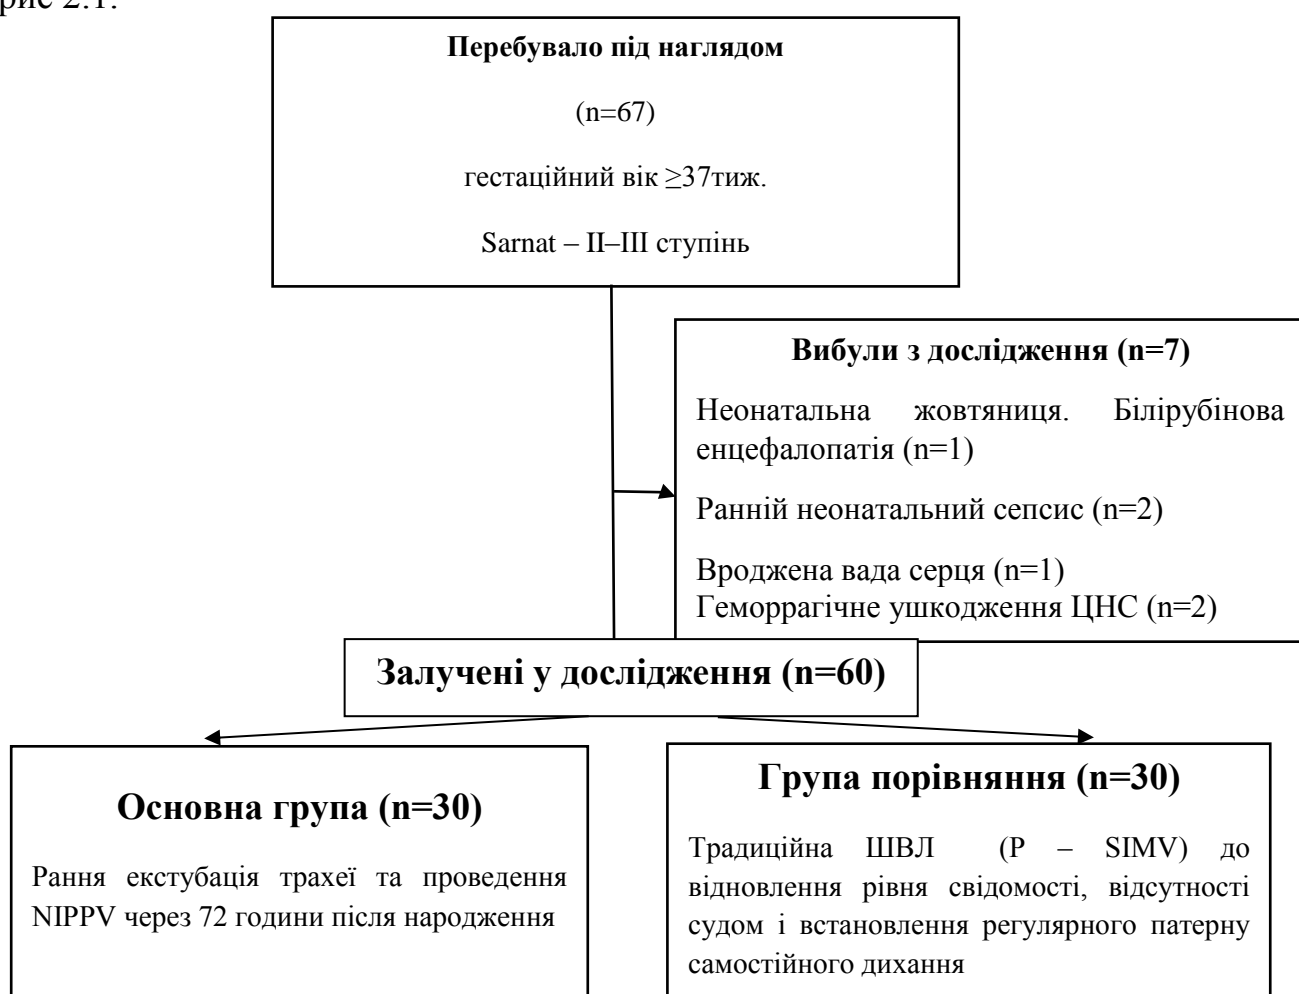 рис 2.1.
Перебувало під наглядом
(n=67)
гестаційний вік ≥37тиж.
Sarnat – II–III ступінь
Вибули з дослідження (n=7)
Неонатальна жовтяниця. Білірубінова
енцефалопатія (n=1)
Ранній неонатальний сепсис (n=2)
Вроджена вада серця (n=1)
Геморрагічне ушкодження ЦНС (n=2)
Залучені у дослідження (n=60)
Основна група (n=30)
Рання екстубація трахеї та проведення
NIPPV через 72 години після народження
Група порівняння (n=30)
Традиційна ШВЛ (P – SIMV) до
відновлення рівня свідомості, відсутності
судом і встановлення регулярного патерну
самостійного дихання